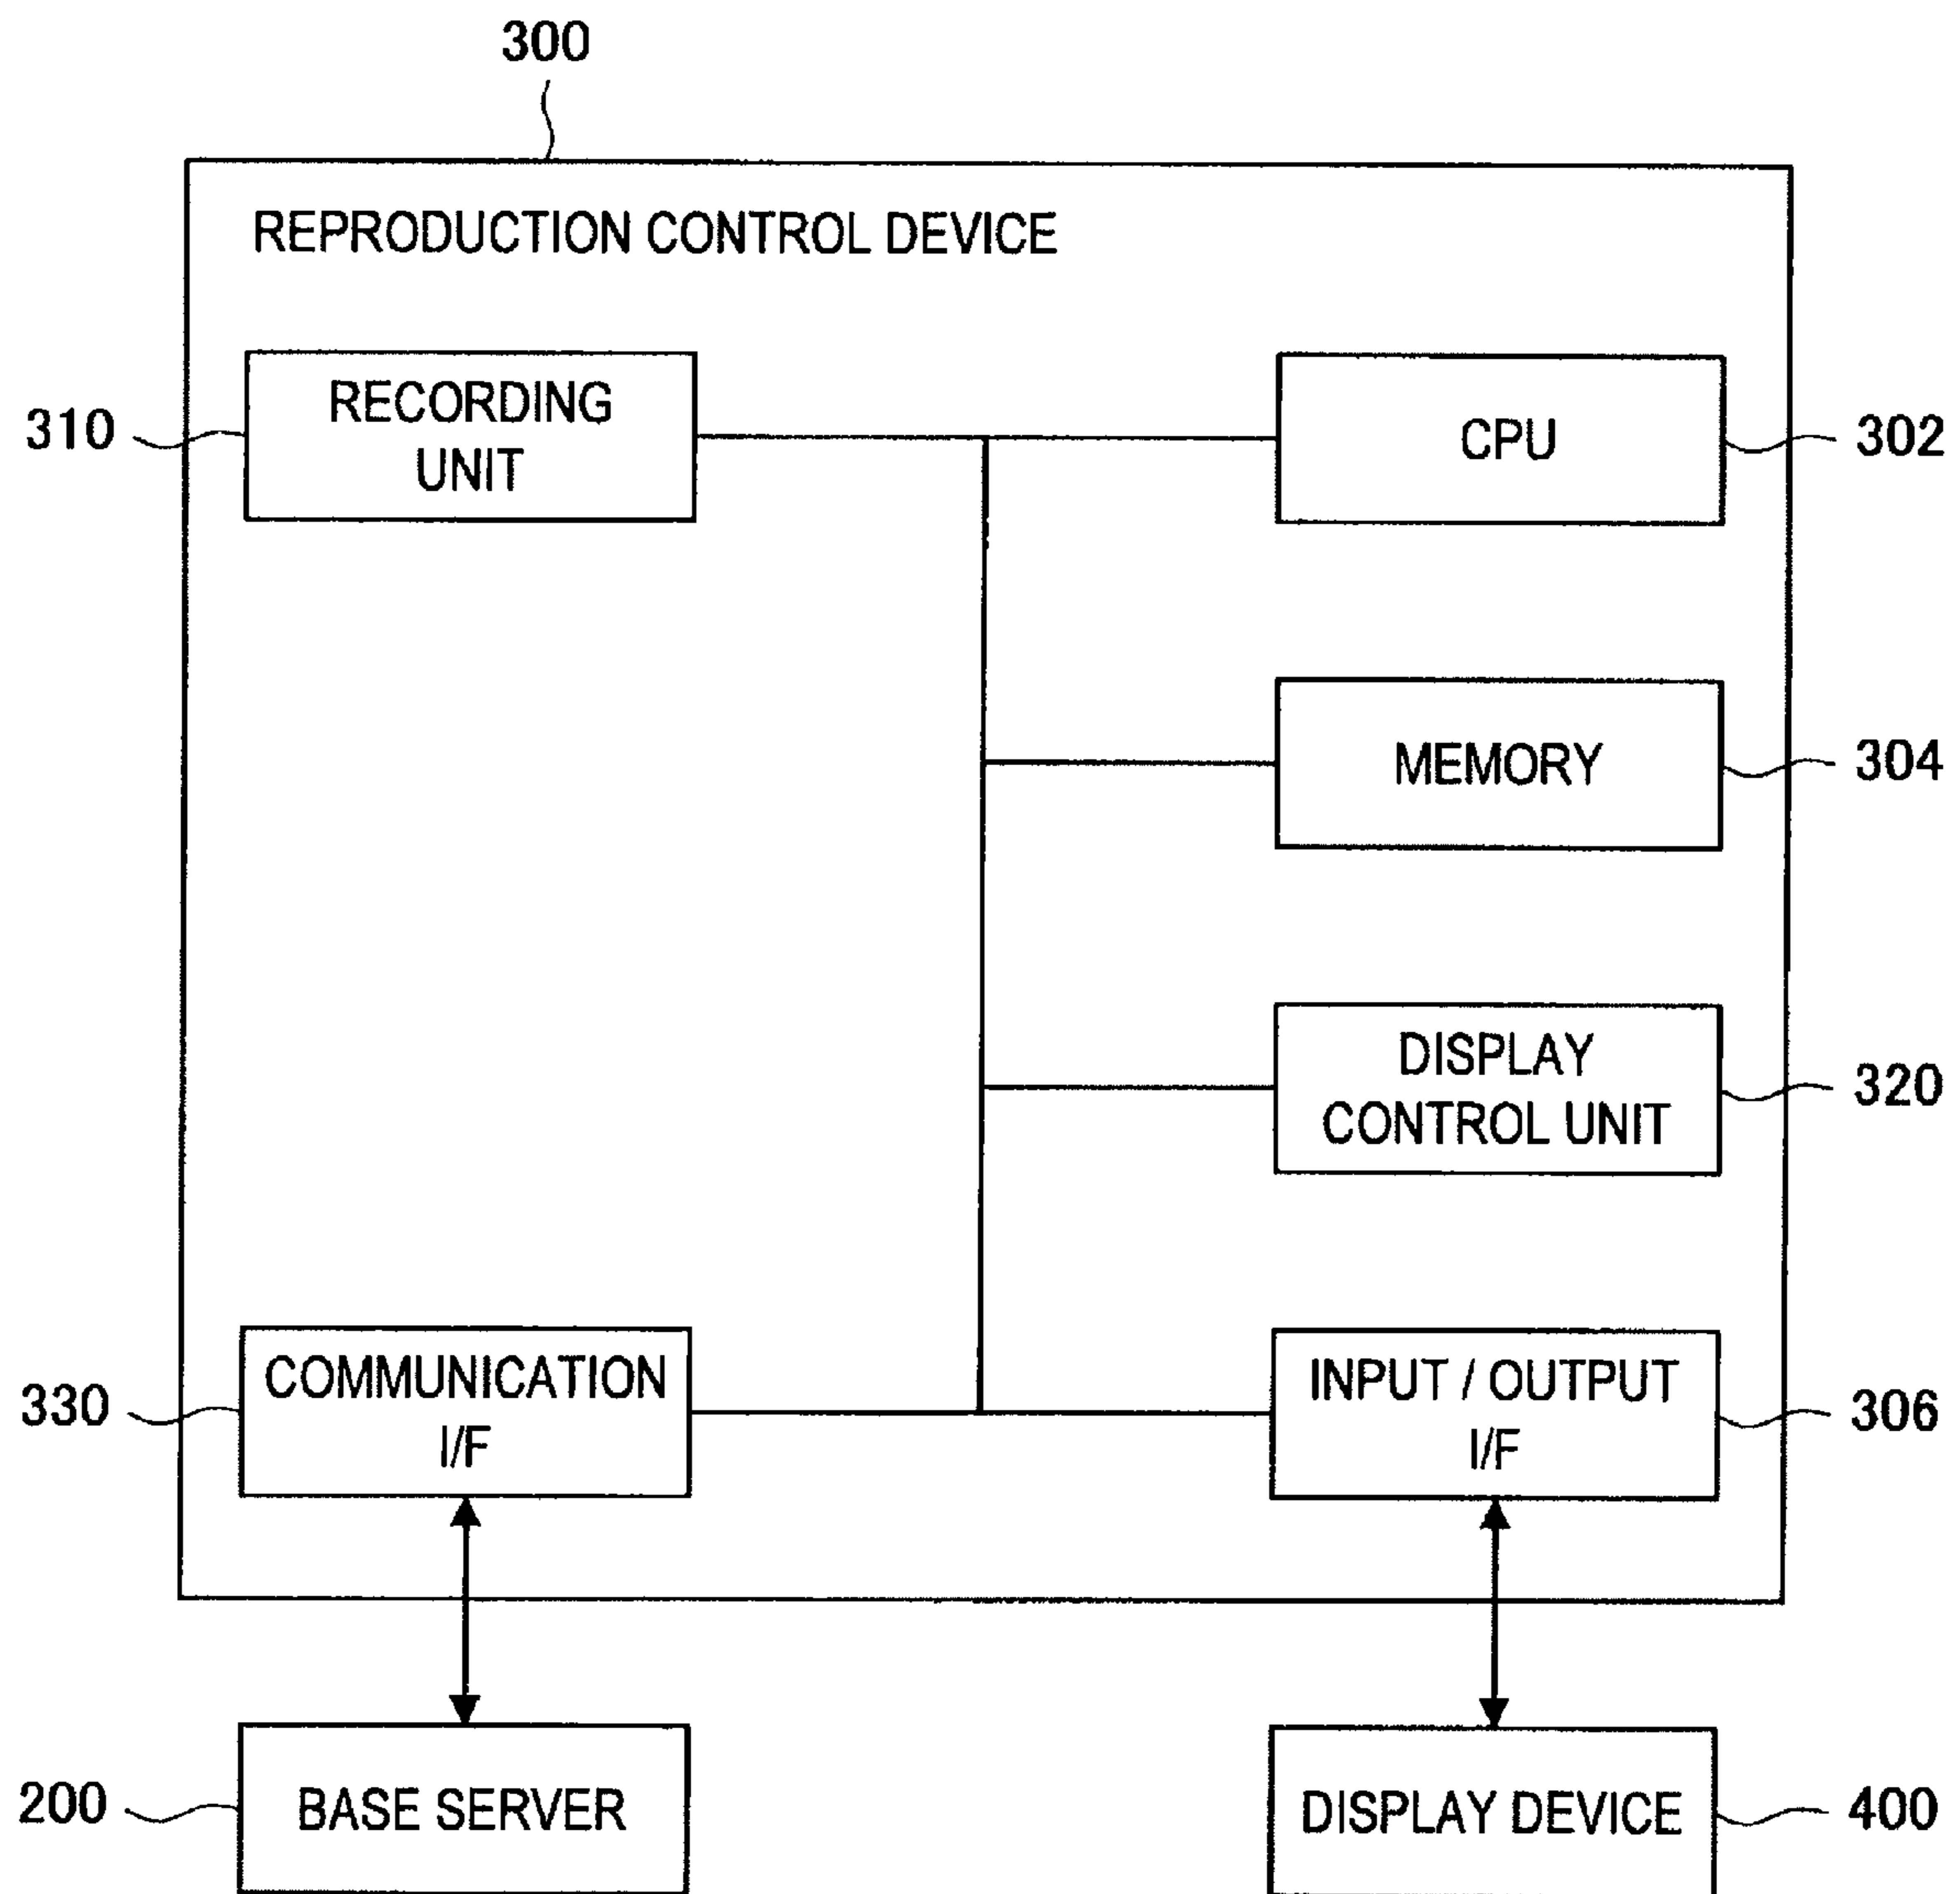 300
REPRODUCTION CONTROL DEVICE
310
RECORDING
UNIT
CPU
302
MEMORY
304
DISPLAY
CONTROL UNIT
320
330
COMMUNICATION
I/F
INPUT / OUTPUT
I/F
306
200
BASE SERVER
DISPLAY DEVICE
400